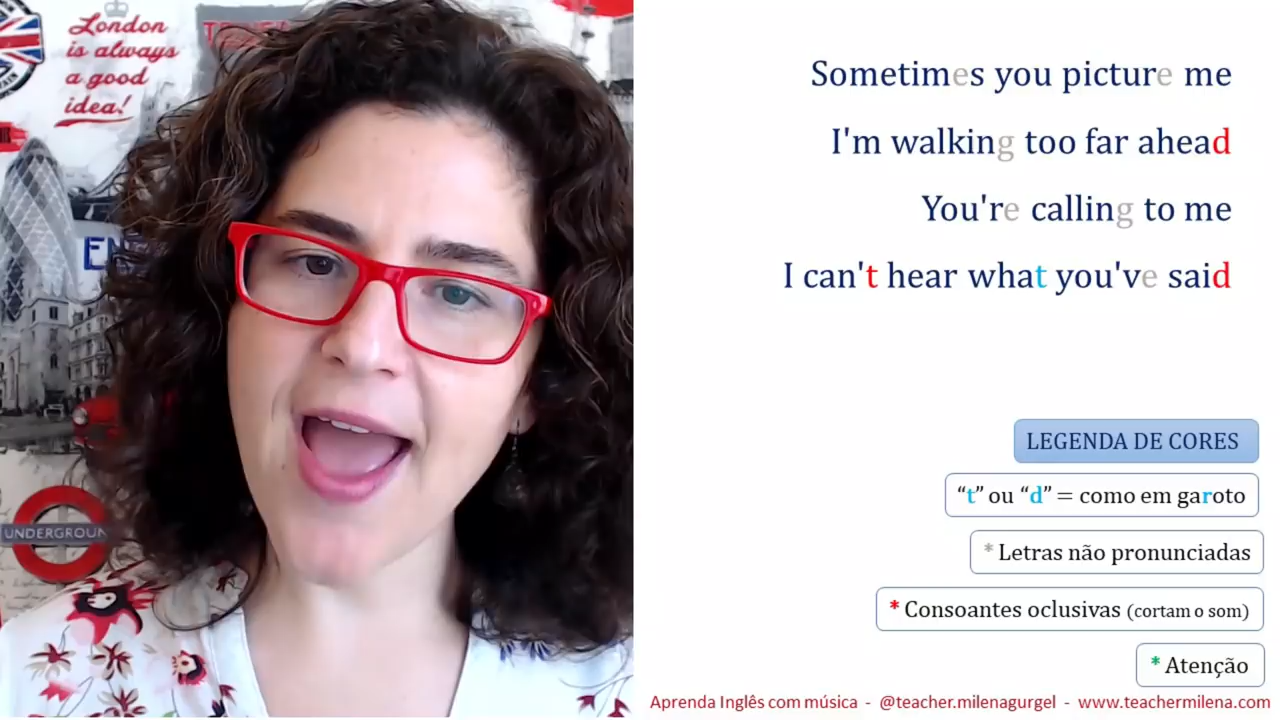 London
is always
a good
idea!
UNDERGROUN
Sometimes you picture me
I'm walking too far ahead
You're calling to me
I can't hear what you've said
LEGENDA DE CORES
“t” ou “d” = como em garoto
* Letras não pronunciadas
* Consoantes oclusivas (cortam o som)
* Atenção
Aprenda Inglês com música - @teacher.milenagurgel - www.teachermilena.com